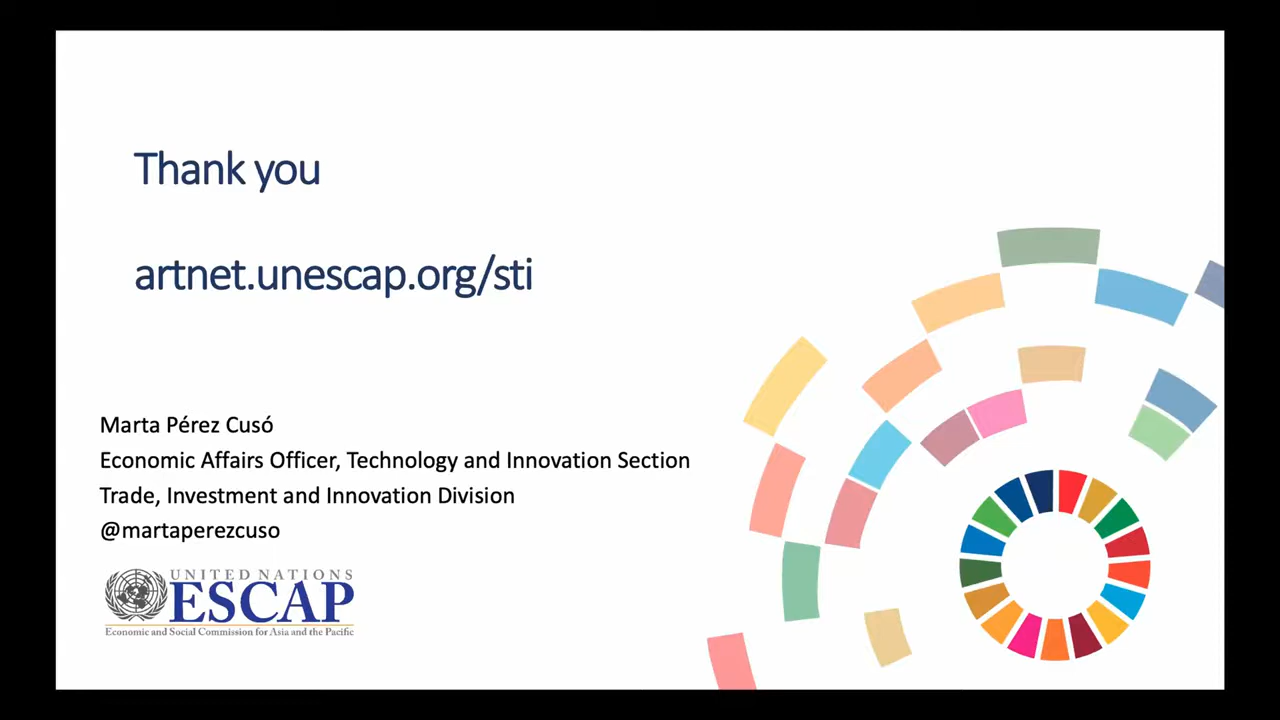 Thank you
artnet.unescap.org/sti
Marta Pérez Cusó
Economic Affairs Officer, Technology and Innovation Section
Trade, Investment and Innovation Division
@martaperezcuso
UNITED NATIONS
ESCAP
Economic and Social Commission for Asia and the Pacific